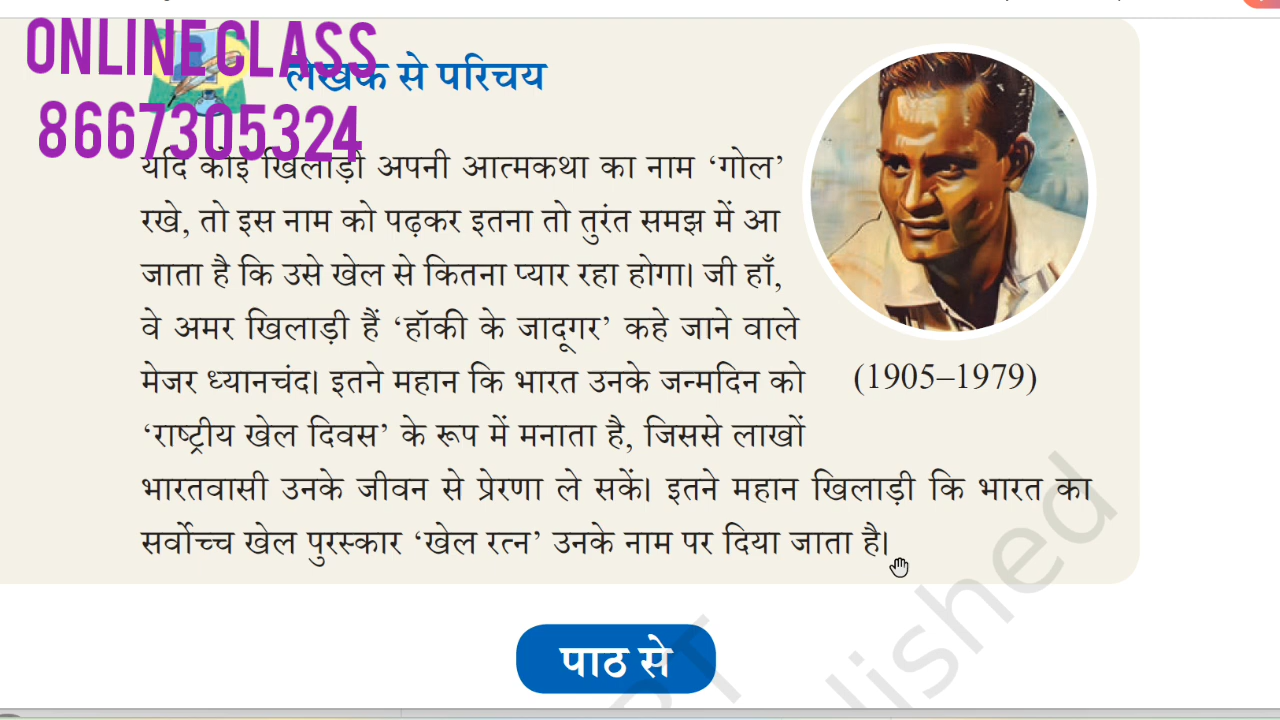 ONLINE CLASS
8667305324
लेखक से परिचय
यदि कोई खिलाड़ी अपनी आत्मकथा का नाम ‘गोल’
रखे, तो इस नाम को पढ़कर इतना तो तुरंत समझ में आ
जाता है कि उसे खेल से कितना प्यार रहा होगा। जी हाँ,
वे अमर खिलाड़ी हैं ‘हॉकी के जादूगर’ कहे जाने वाले
मेजर ध्यानचंद। इतने महान कि भारत उनके जन्मदिन को
‘राष्ट्रीय खेल दिवस’ के रूप में मनाता है, जिससे लाखों
भारतवासी उनके जीवन से प्रेरणा ले सकें। इतने महान खिलाड़ी कि भारत का
सर्वोच्च खेल पुरस्कार ‘खेल रत्न’ उनके नाम पर दिया जाता है।
(1905–1979)
पाठ से